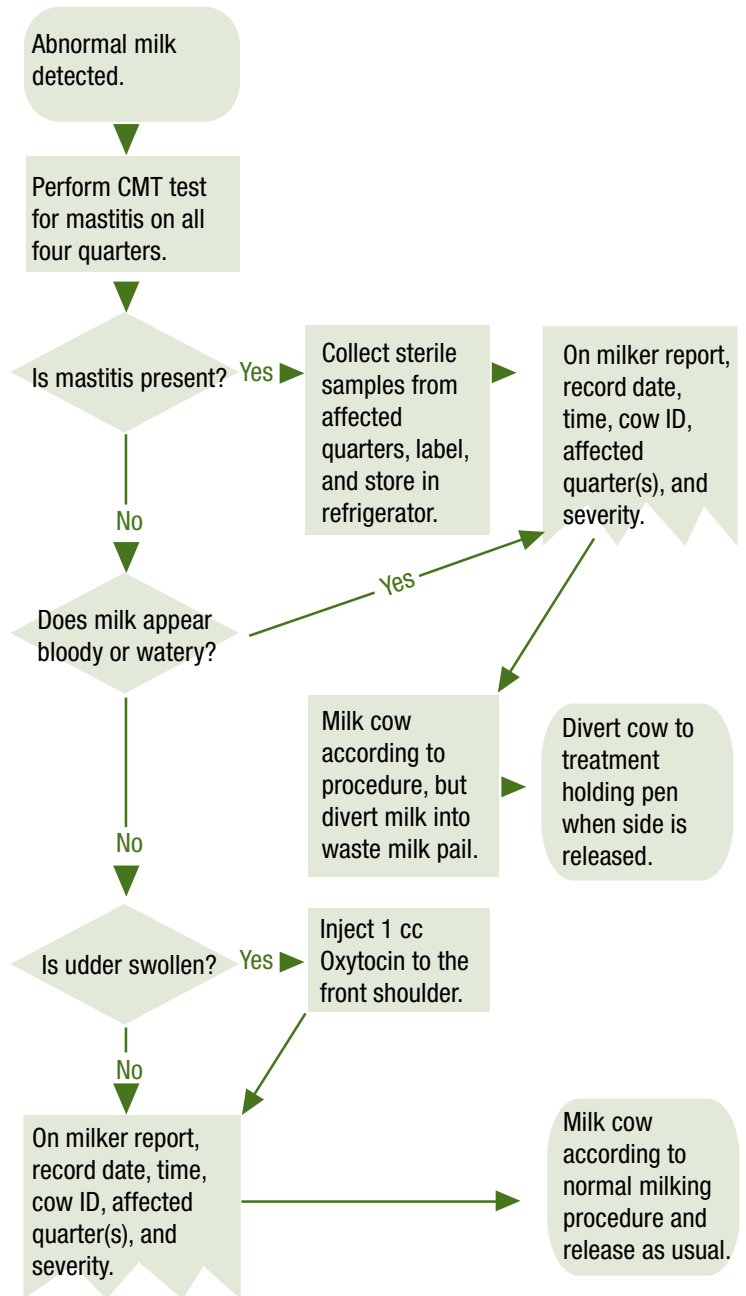 Abnormal milk
detected.
Perform CMT test
for mastitis on all
four quarters.
Is mastitis present?
Yes
Collect sterile
samples from
affected
quarters, label,
and store in
refrigerator.
On milker report,
record date,
time, cow ID,
affected
quarter(s), and
severity.
No
Does milk appear
bloody or watery?
Yes
Milk cow
according to
procedure, but
divert milk into
waste milk pail.
Divert cow to
treatment
holding pen
when side is
released.
No
Is udder swollen?
Yes
Inject 1 cc
Oxytocin to the
front shoulder.
No
On milker report,
record date, time,
cow ID, affected
quarter(s), and
severity.
Milk cow
according to
normal milking
procedure and
release as usual.